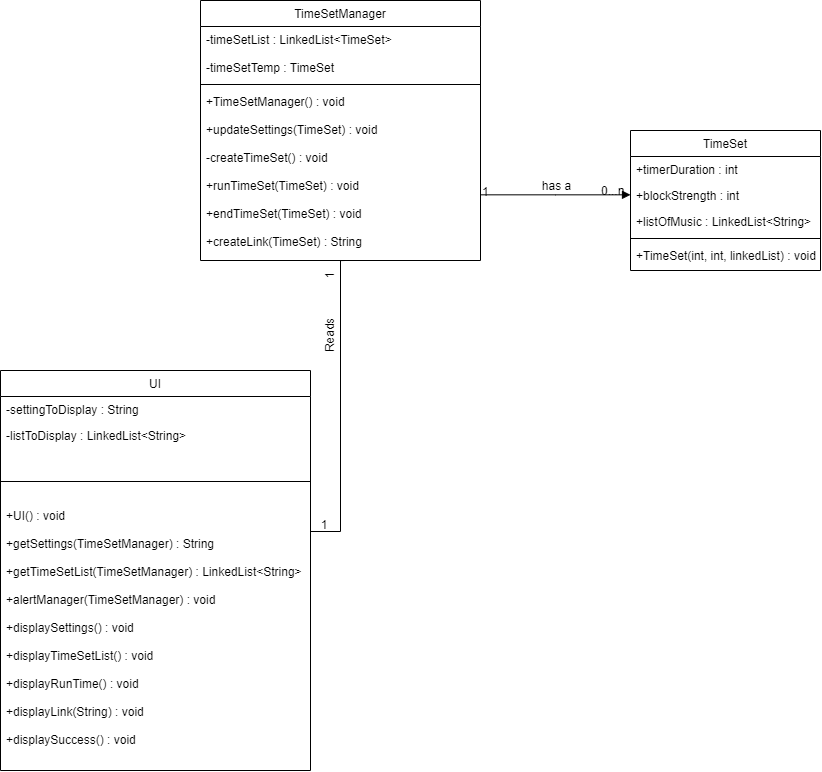 TimeSetManager
-timeSetList : LinkedList<TimeSet>
-timeSetTemp : TimeSet
+TimeSetManager() : void
+updateSettings(TimeSet) : void
-createTimeSet() : void
+runTimeSet(TimeSet) : void
+endTimeSet(TimeSet) : void
+createLink(TimeSet) : String
1
has a
0..n
TimeSet
+timerDuration : int
+blockStrength : int
+listOfMusic : LinkedList<String>
+TimeSet(int, int, linkedList) : void
1
Reads
1
UI
-settingToDisplay : String
-listToDisplay : LinkedList<String>
+UI() : void
+getSettings(TimeSetManager) : String
+getTimeSetList(TimeSetManager) : LinkedList<String>
+alertManager(TimeSetManager) : void
+displaySettings() : void
+displayTimeSetList() : void
+displayRunTime() : void
+displayLink(String) : void
+displaySuccess() : void